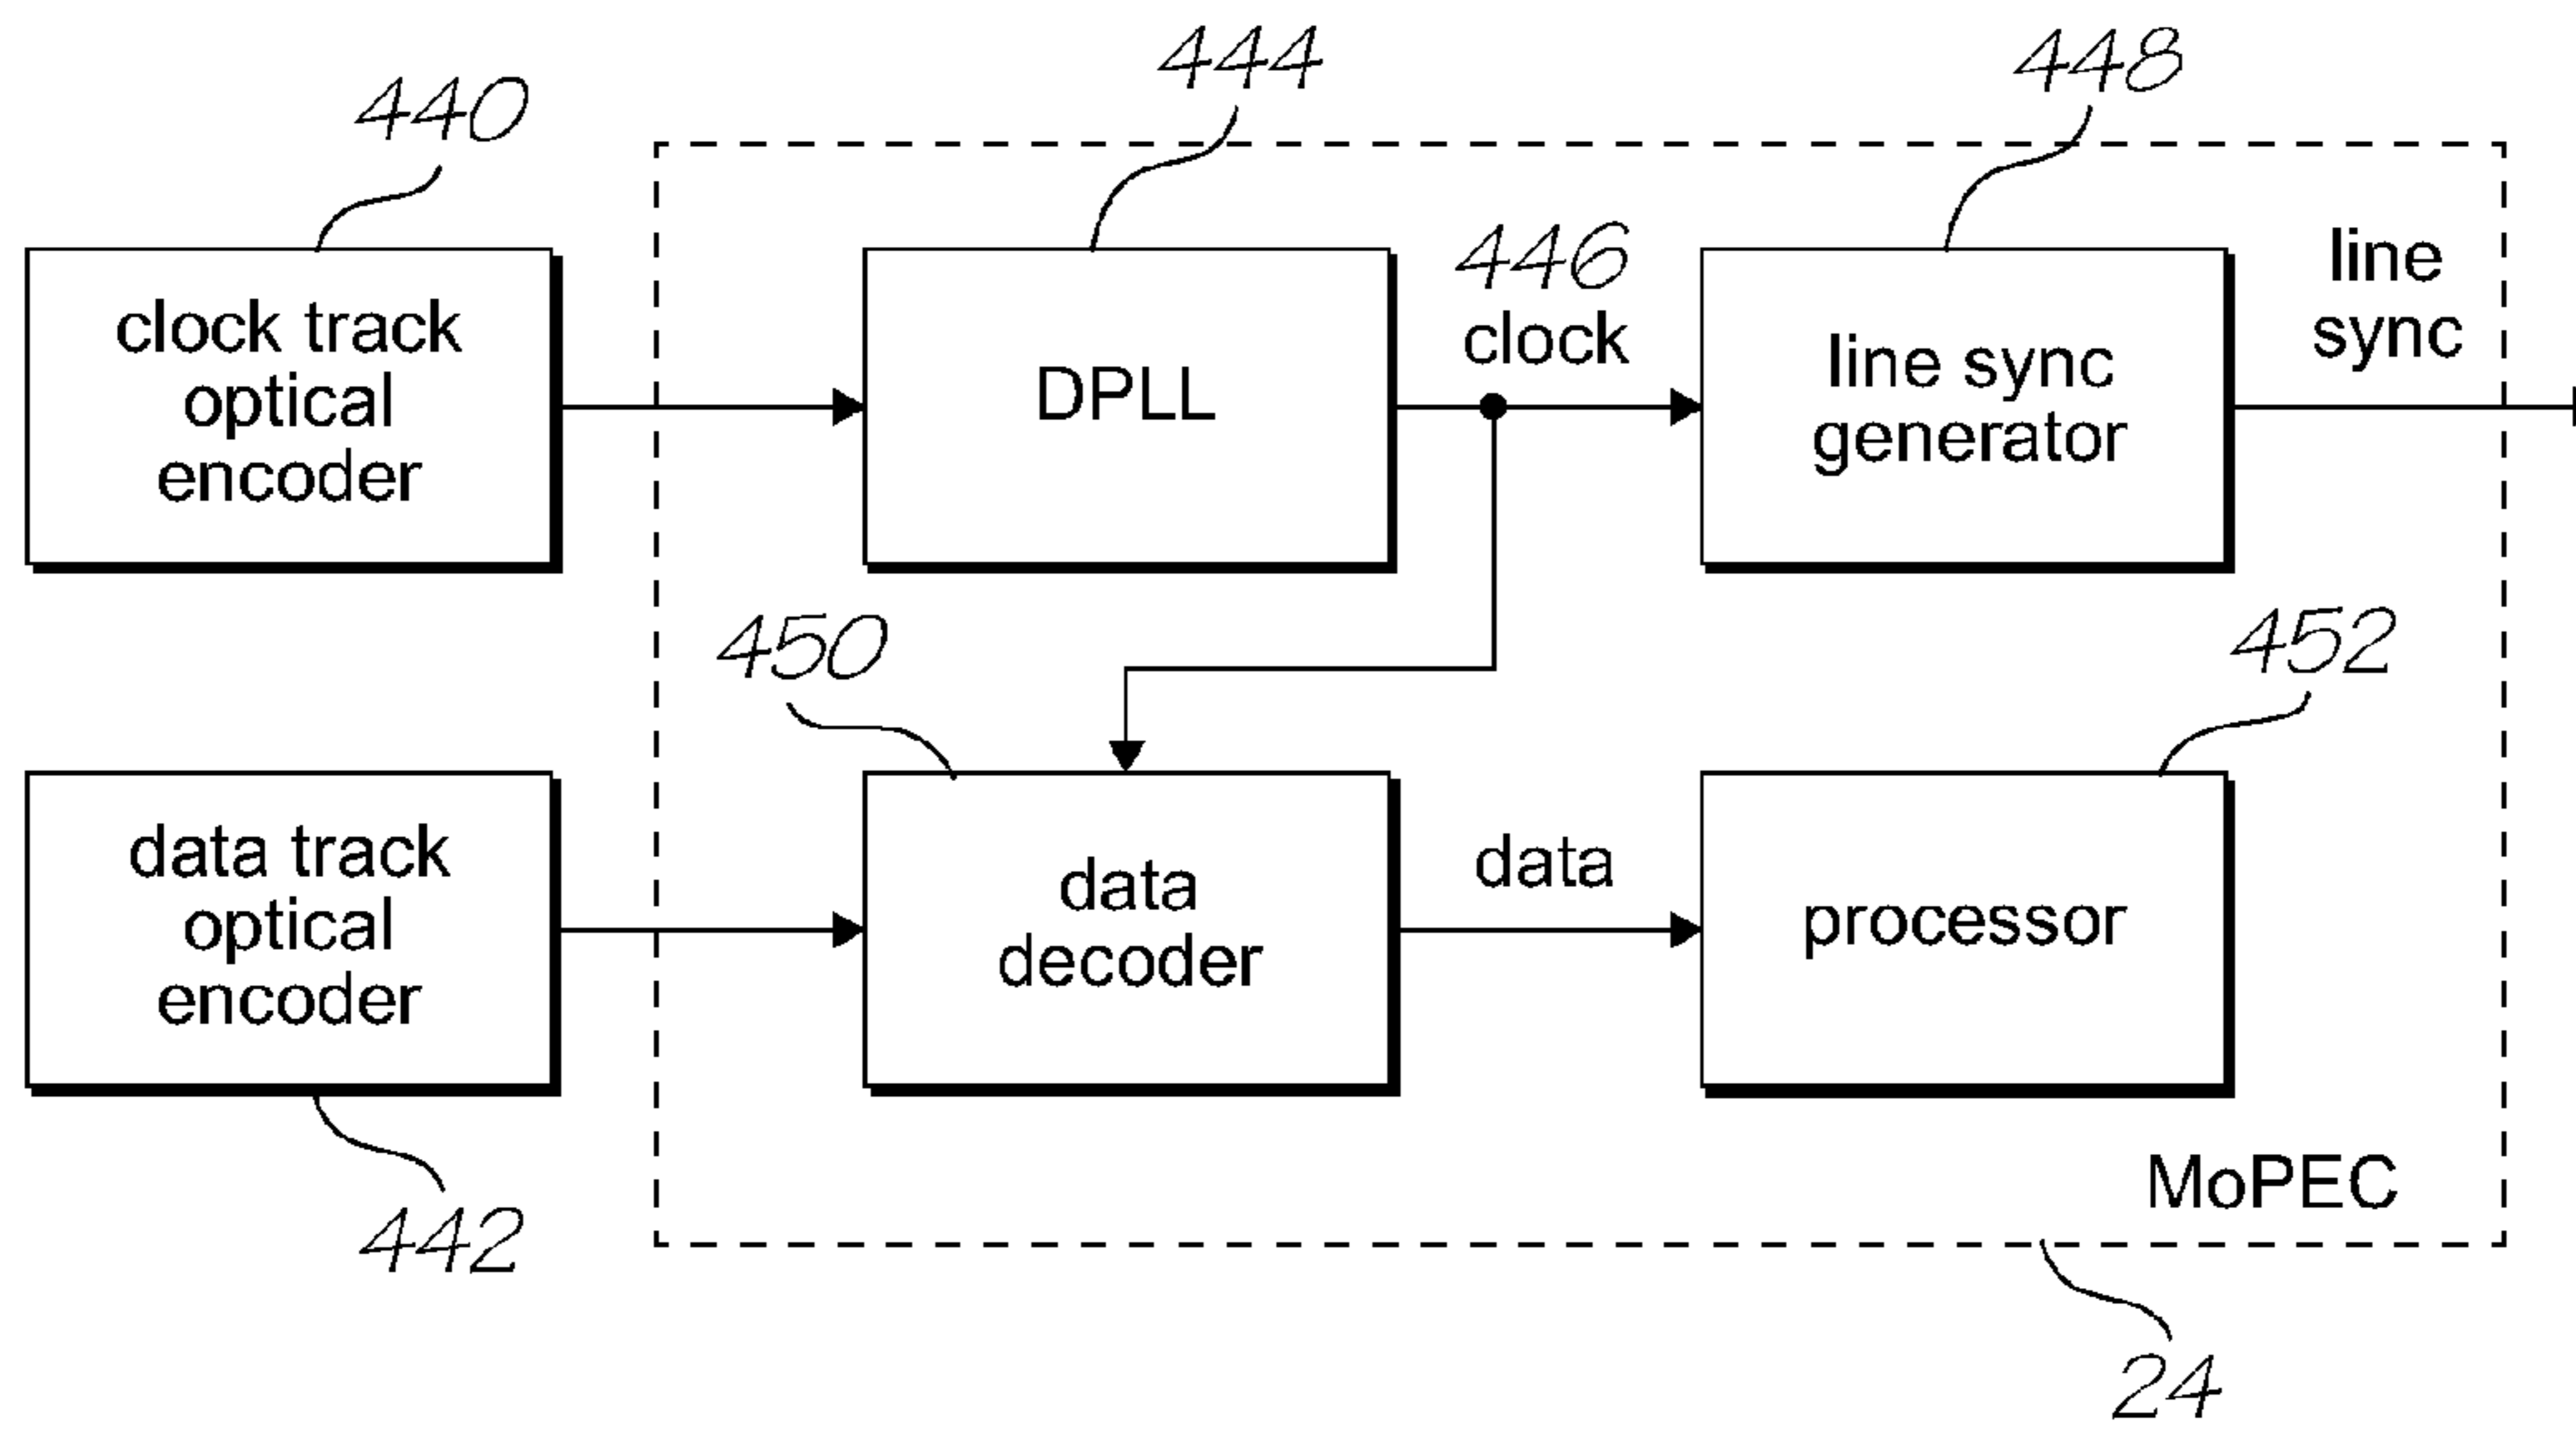 440
444
448
clock track
optical
encoder
DPLL
446
clock
line sync
generator
line
sync
450
452
data track
optical
encoder
data
decoder
data
processor
MoPEC
442
24